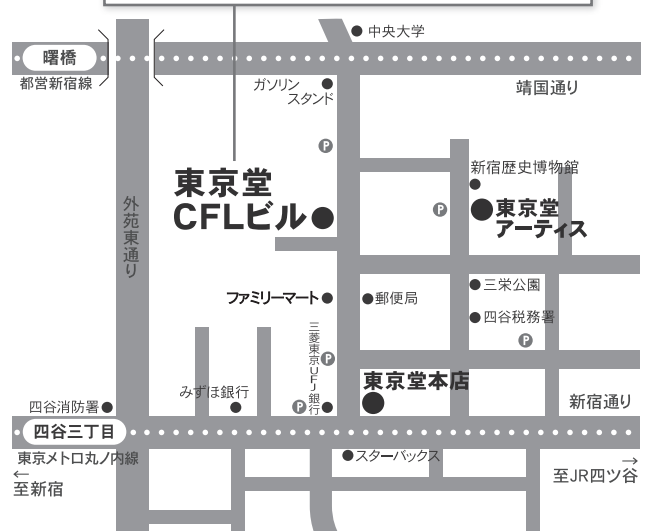 中央大学
曙橋
都営新宿線
ガソリン
スタンド
靖国通り
P
新宿歴史博物館
東京堂
CFLビル
P
東京堂
アーティス
外苑東通り
三栄公園
ファミリーマート
郵便局
四谷税務署
三菱東京UFJ銀行
P
P
東京堂本店
みずほ銀行
四谷消防署
P
新宿通り
四谷三丁目
東京メトロ丸ノ内線
スターバックス
←
至新宿
→
至JR四ツ谷